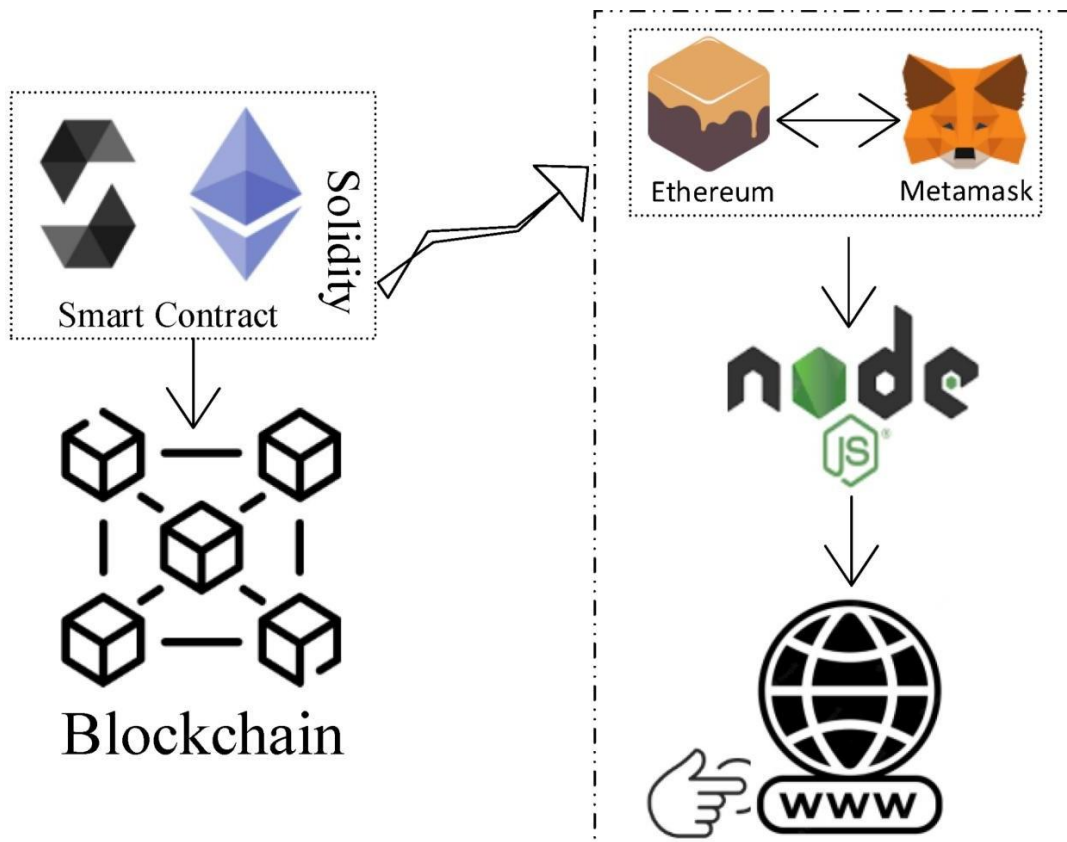 Smart Contract
Solidity
Blockchain
Ethereum
Metamask
node
JS
®
www